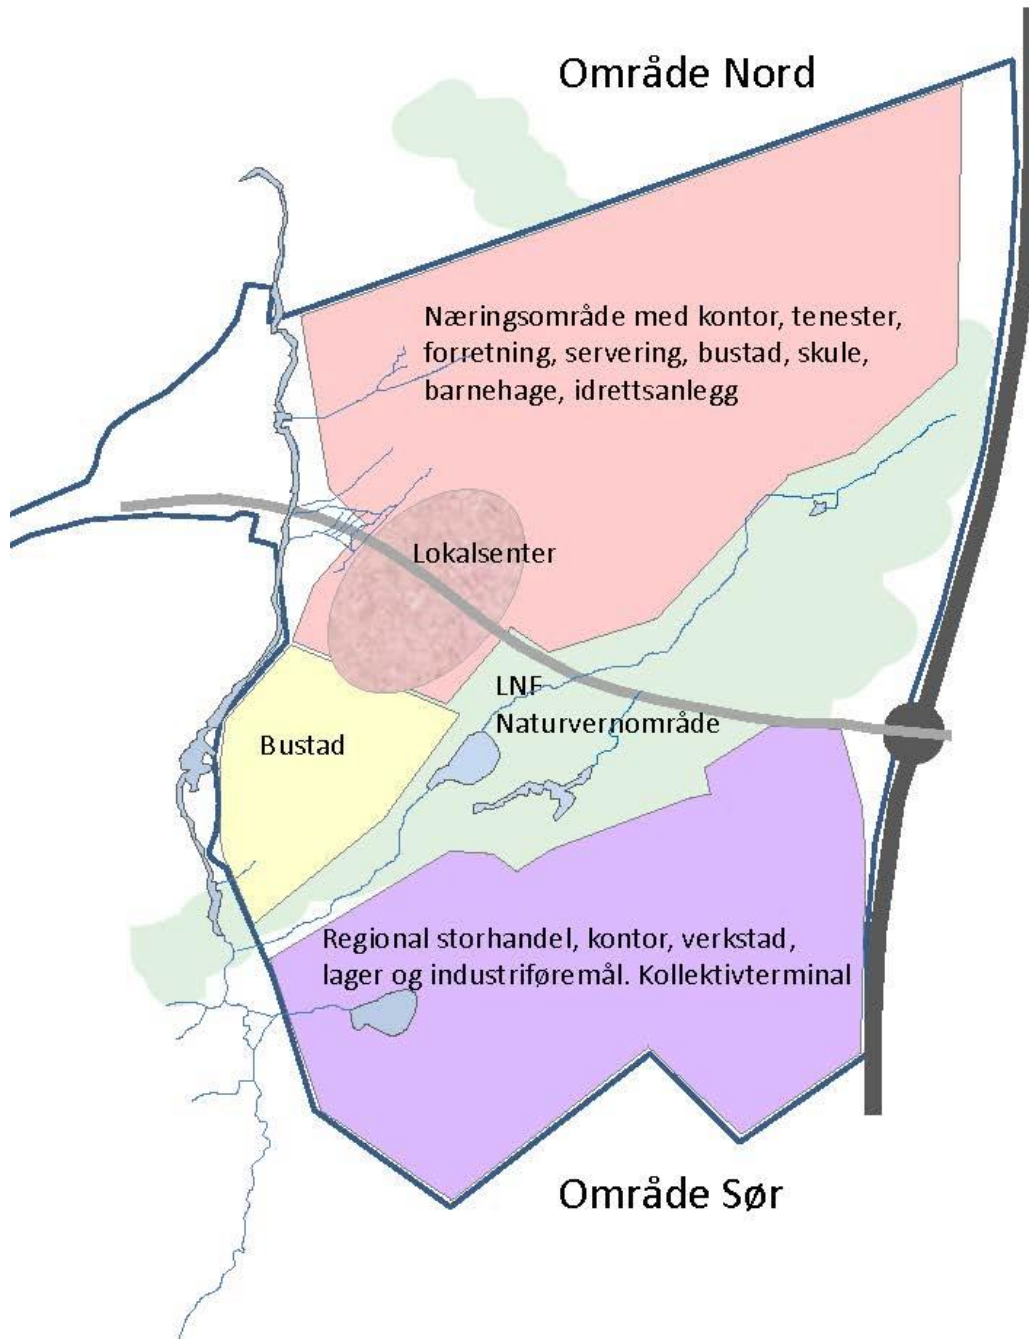 Område Nord
Næringsområde med kontor, tenester,
forretning, servering, bustad, skule,
barnehage, idrettsanlegg
Lokalsenter
LNF
Naturvernområde
Bustad
Regional storhandel, kontor, verkstad,
lager og industriføremål. Kollektivterminal
Område Sør